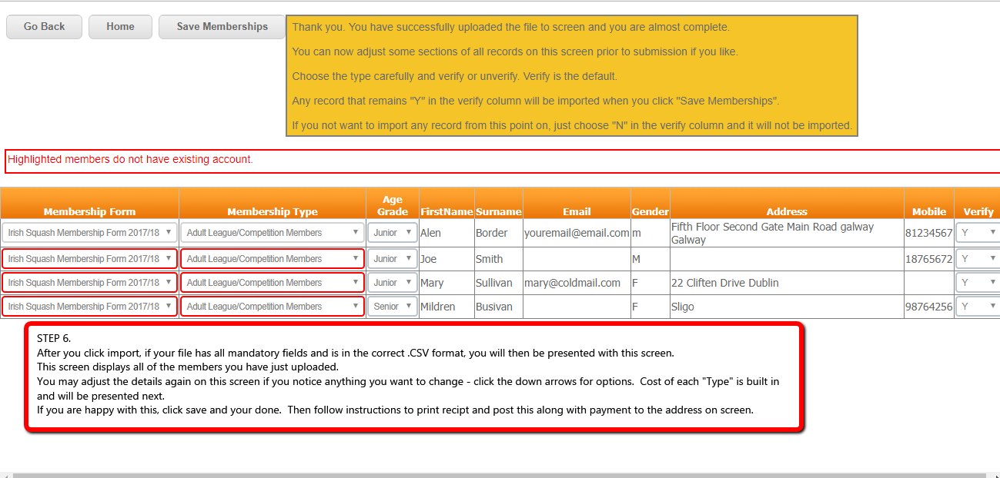 Go Back Home Save Memberships
Thank you. You have successfully uploaded the file to screen and you are almost complete.
You can now adjust some sections of all records on this screen prior to submission if you like.
Choose the type carefully and verify or unverify. Verify is the default.
Any record that remains "Y" in the verify column will be imported when you click "Save Memberships".
If you not want to import any record from this point on, just choose "N" in the verify column and it will not be imported.
Highlighted members do not have existing account.
Membership Form Membership Type Age Grade FirstName Surname Email Gender Address Mobile Verify
Irish Squash Membership Form 2017/18 Adult League/Competition Members Junior Alen Border youremail@email.com m Fifth Floor Second Gate Main Road galway Galway 81234567 Y
Irish Squash Membership Form 2017/18 Adult League/Competition Members Junior Joe Smith M 18765672 Y
Irish Squash Membership Form 2017/18 Adult League/Competition Members Junior Mary Sullivan mary@coldmail.com F 22 Cliften Drive Dublin Y
Irish Squash Membership Form 2017/18 Adult League/Competition Members Senior Mildren Busivan F Sligo 98764256 Y
STEP 6.
After you click import, if your file has all mandatory fields and is in the correct .CSV format, you will then be presented with this screen.
This screen displays all of the members you have just uploaded.
You may adjust the details again on this screen if you notice anything you want to change - click the down arrows for options.  Cost of each "Type" is built in
and will be presented next.
If you are happy with this, click save and your done.  Then follow instructions to print recipt and post this along with payment to the address on screen.